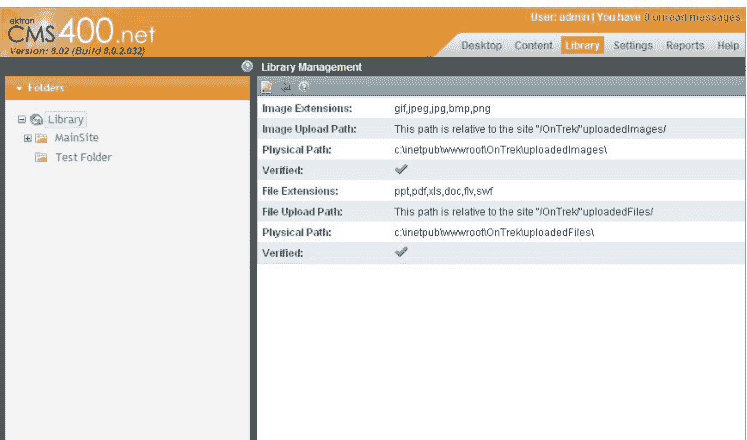 ektron
CMS400.net
Version: 8.02 (Build 8.0.2.032)
User: admin | You have 0 unread messages.
Desktop Content Library Settings Reports Help
Folders
Library
MainSite
Test Folder
Library Management
Image Extensions: gif,jpeg,jpg,bmp,png
Image Upload Path: This path is relative to the site "/OnTrek/"uploadedImages/
Physical Path: c:\inetpub\wwwroot\OnTrek\uploadedImages\
Verified:
File Extensions: ppt,pdf,xls,doc,flv,swf
File Upload Path: This path is relative to the site "/OnTrek/"uploadedFiles/
Physical Path: c:\inetpub\wwwroot\OnTrek\uploadedFiles\
Verified: